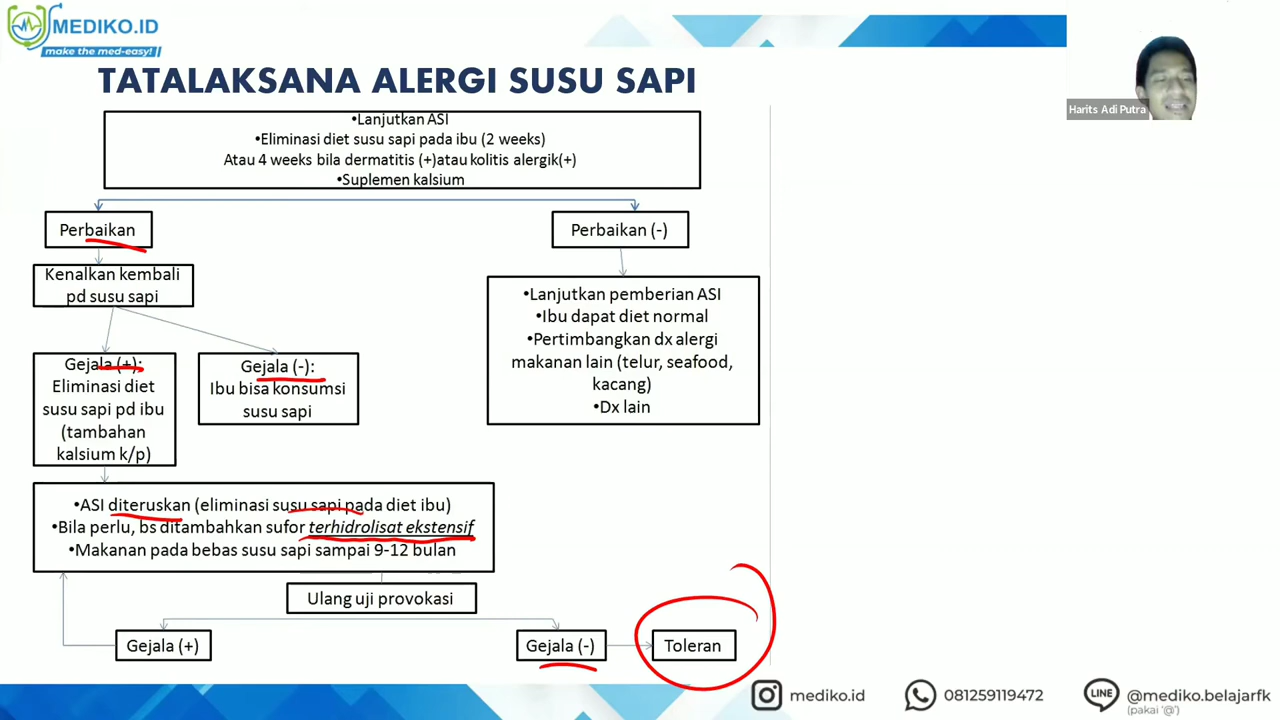 MEDIKO.ID
make the med-easy!
TATALAKSANA ALERGI SUSU SAPI
Harits Adi Putra
•Lanjutkan ASI
•Eliminasi diet susu sapi pada ibu (2 weeks)
Atau 4 weeks bila dermatitis (+)atau kolitis alergik(+)
•Suplemen kalsium
Perbaikan
Perbaikan (-)
Kenalkan kembali
pd susu sapi
•Lanjutkan pemberian ASI
•Ibu dapat diet normal
•Pertimbangkan dx alergi
makanan lain (telur, seafood,
kacang)
•Dx lain
Gejala (+):
Eliminasi diet
susu sapi pd ibu
(tambahan
kalsium k/p)
Gejala (-):
Ibu bisa konsumsi
susu sapi
•ASI diteruskan (eliminasi susu sapi pada diet ibu)
•Bila perlu, bs ditambahkan sufor terhidrolisat ekstensif
•Makanan pada bebas susu sapi sampai 9-12 bulan
Ulang uji provokasi
Gejala (+)
Gejala (-)
Toleran
mediko.id
081259119472
LINE
@mediko.belajarfk
(pakai '@')